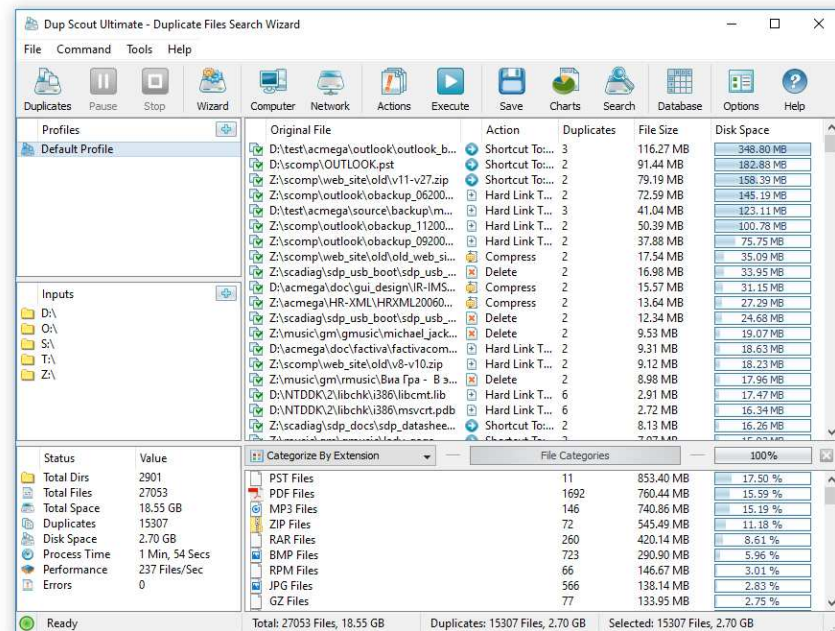 Dup Scout Ultimate - Duplicate Files Search Wizard
File Command Tools Help
Duplicates Pause Stop Wizard Computer Network Actions Execute Save Charts Search Database Options Help
Profiles
Default Profile
Inputs
D:\
O:\
S:\
T:\
Z:\
Status Value
Total Dirs 2901
Total Files 27053
Total Space 18.55 GB
Duplicates 15307
Disk Space 2.70 GB
Process Time 1 Min, 54 Secs
Performance 237 Files/Sec
Errors 0
Original File Action Duplicates File Size Disk Space
D:\test\acmega\outlook\outlook_b... Shortcut To:... 3 116.27 MB 348.80 MB
D:\scomp\OUTLOOK.pst Shortcut To:... 2 91.44 MB 182.88 MB
Z:\scomp\web_site\old\v11-v27.zip Shortcut To:... 2 79.19 MB 158.39 MB
Z:\scomp\outlook\obackup_06200... Hard Link T... 2 72.59 MB 145.19 MB
D:\test\acmega\source\backup\m... Hard Link T... 3 41.04 MB 123.11 MB
Z:\scomp\outlook\obackup_11200... Hard Link T... 2 50.39 MB 100.78 MB
Z:\scomp\outlook\obackup_09200... Hard Link T... 2 37.88 MB 75.75 MB
Z:\scomp\web_site\old\old_web_si... Compress 2 17.54 MB 35.09 MB
Z:\scadiag\sdp_usb_boot\sdp_usb_... Delete 2 16.98 MB 33.95 MB
D:\acmega\doc\gui_design\IR-IMS... Compress 2 15.57 MB 31.15 MB
Z:\acmega\HR-XML\HRXML20060... Compress 2 13.64 MB 27.29 MB
Z:\scadiag\sdp_usb_boot\sdp_usb_... Delete 2 12.34 MB 24.68 MB
Z:\music\gm\gmusic\michael_jack... Delete 2 9.53 MB 19.07 MB
D:\acmega\doc\factiva\factivacom... Hard Link T... 2 9.31 MB 18.63 MB
Z:\scomp\web_site\old\v8-v10.zip Hard Link T... 2 9.12 MB 18.23 MB
Z:\music\gm\rmusic\Виа Гра - В э... Delete 2 8.98 MB 17.96 MB
D:\NTDDK\2\libchk\i386\libcmt.lib Hard Link T... 6 2.91 MB 17.47 MB
D:\NTDDK\2\libchk\i386\msvcrt.pdb Hard Link T... 6 2.72 MB 16.34 MB
Z:\scadiag\sdp_docs\sdp_datashee... Shortcut To:... 2 8.13 MB 16.26 MB
Categorize By Extension File Categories 100%
PST Files 11 853.40 MB 17.50 %
PDF Files 1692 760.44 MB 15.59 %
MP3 Files 146 740.86 MB 15.19 %
ZIP Files 72 545.49 MB 11.18 %
RAR Files 260 420.14 MB 8.61 %
BMP Files 723 290.90 MB 5.96 %
RPM Files 66 146.67 MB 3.01 %
JPG Files 566 138.14 MB 2.83 %
GZ Files 77 133.95 MB 2.75 %
Ready Total: 27053 Files, 18.55 GB Duplicates: 15307 Files, 2.70 GB Selected: 15307 Files, 2.70 GB